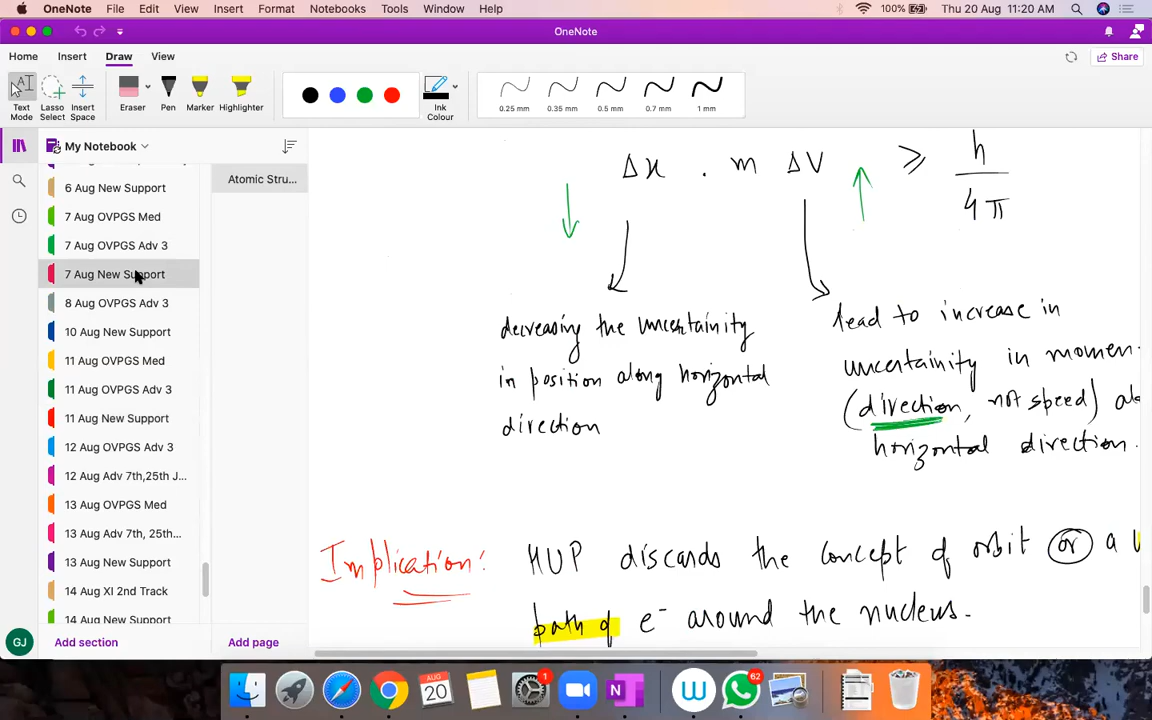 OneNote File Edit View Insert Format Notebooks Tools Window Help 100% Thu 20 Aug 11:20 AM
OneNote
Home Insert Draw View Share
Text Mode
Lasso Select
Insert Space
Eraser
Pen
Marker
Highlighter
Ink Colour
0.25 mm 0.35 mm 0.5 mm 0.7 mm 1 mm
My Notebook
6 Aug New Support
7 Aug OVPGS Med
7 Aug OVPGS Adv 3
7 Aug New Support
8 Aug OVPGS Adv 3
10 Aug New Support
11 Aug OVPGS Med
11 Aug OVPGS Adv 3
11 Aug New Support
12 Aug OVPGS Adv 3
12 Aug Adv 7th,25th J...
13 Aug OVPGS Med
13 Aug Adv 7th, 25th...
13 Aug New Support
14 Aug XI 2nd Track
14 Aug New Support
GJ
Add section
Add page
Atomic Stru...
Δx . m ΔV ⩾ h
4π
decreasing the uncertainity
in position along horizontal
direction
lead to increase in
uncertainity in momen-
(direction, not speed) al
horizontal direction.
Implication: HUP discards the concept of orbit or a
path of e⁻ around the nucleus.
AUG
20
1
62